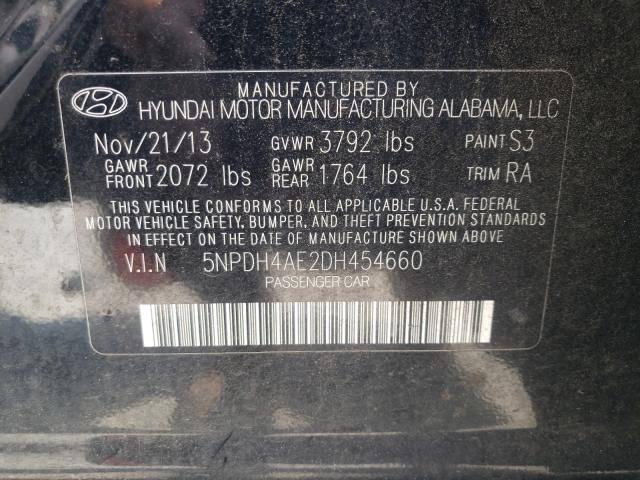 MANUFACTURED BY
HYUNDAI MOTOR MANUFACTURING ALABAMA, LLC
Nov/21/13 GVWR 3792 lbs PAINT S3
GAWR FRONT 2072 lbs GAWR REAR 1764 lbs TRIM RA
THIS VEHICLE CONFORMS TO ALL APPLICABLE U.S.A. FEDERAL
MOTOR VEHICLE SAFETY, BUMPER, AND THEFT PREVENTION STANDARDS
IN EFFECT ON THE DATE OF MANUFACTURE SHOWN ABOVE
V.I.N 5NPDH4AE2DH454660
PASSENGER CAR